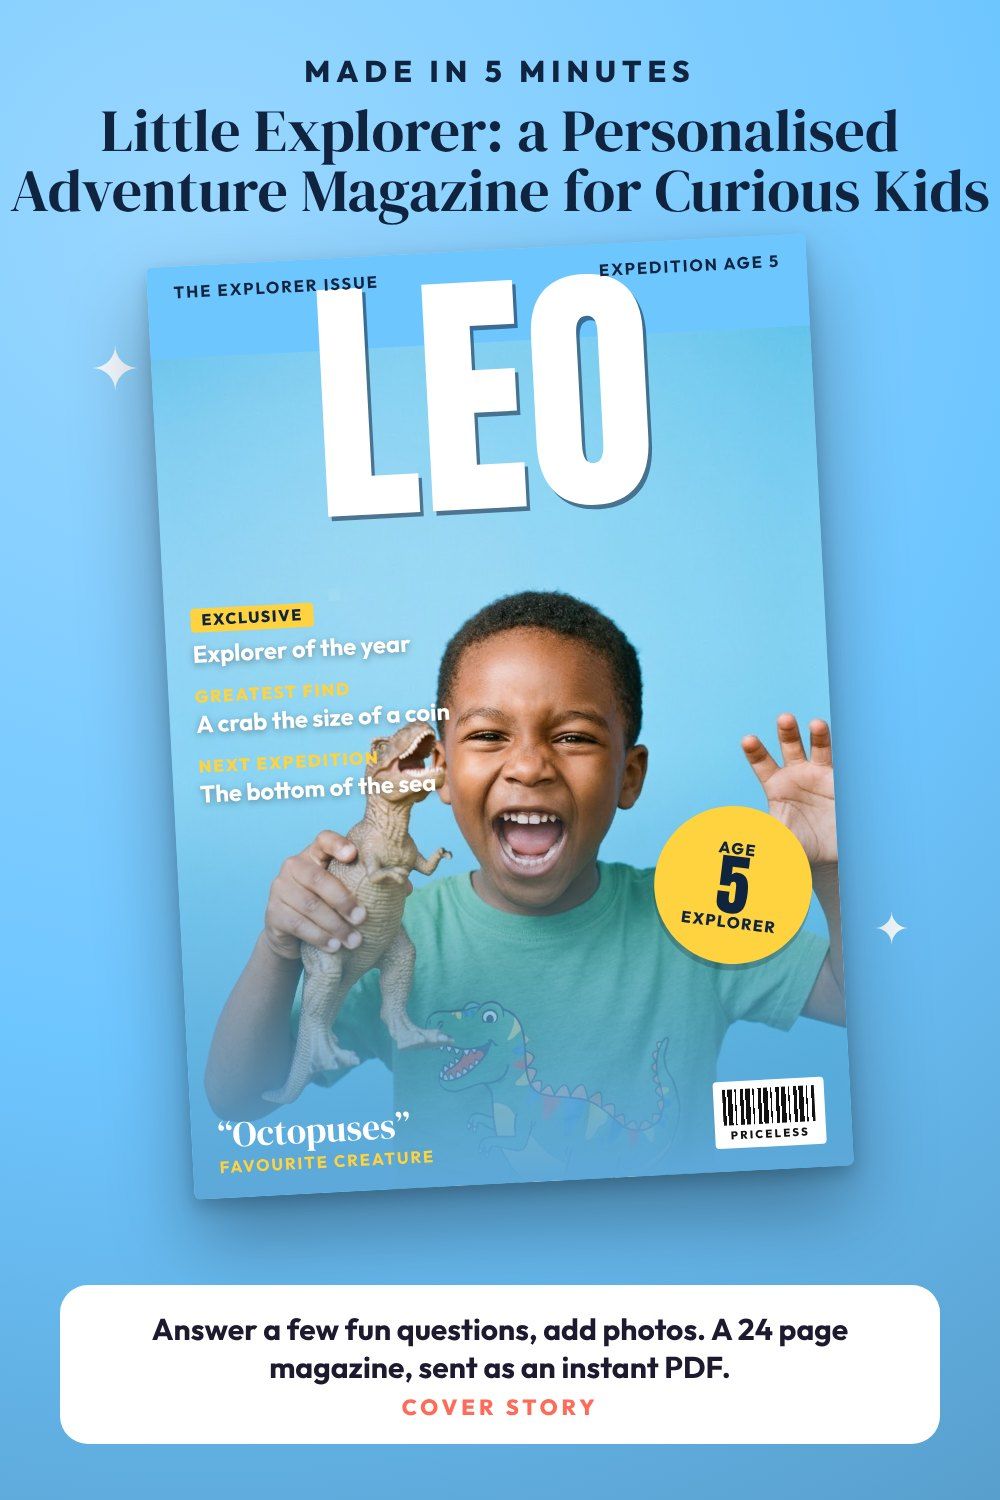 MADE IN 5 MINUTES
Little Explorer: a Personalised
Adventure Magazine for Curious Kids
THE EXPLORER ISSUE
EXPEDITION AGE 5
LEO
EXCLUSIVE
Explorer of the year
GREATEST FIND
A crab the size of a coin
NEXT EXPEDITION
The bottom of the sea
AGE
5
EXPLORER
“Octopuses”
FAVOURITE CREATURE
PRICELESS
Answer a few fun questions, add photos. A 24 page
magazine, sent as an instant PDF.
COVER STORY